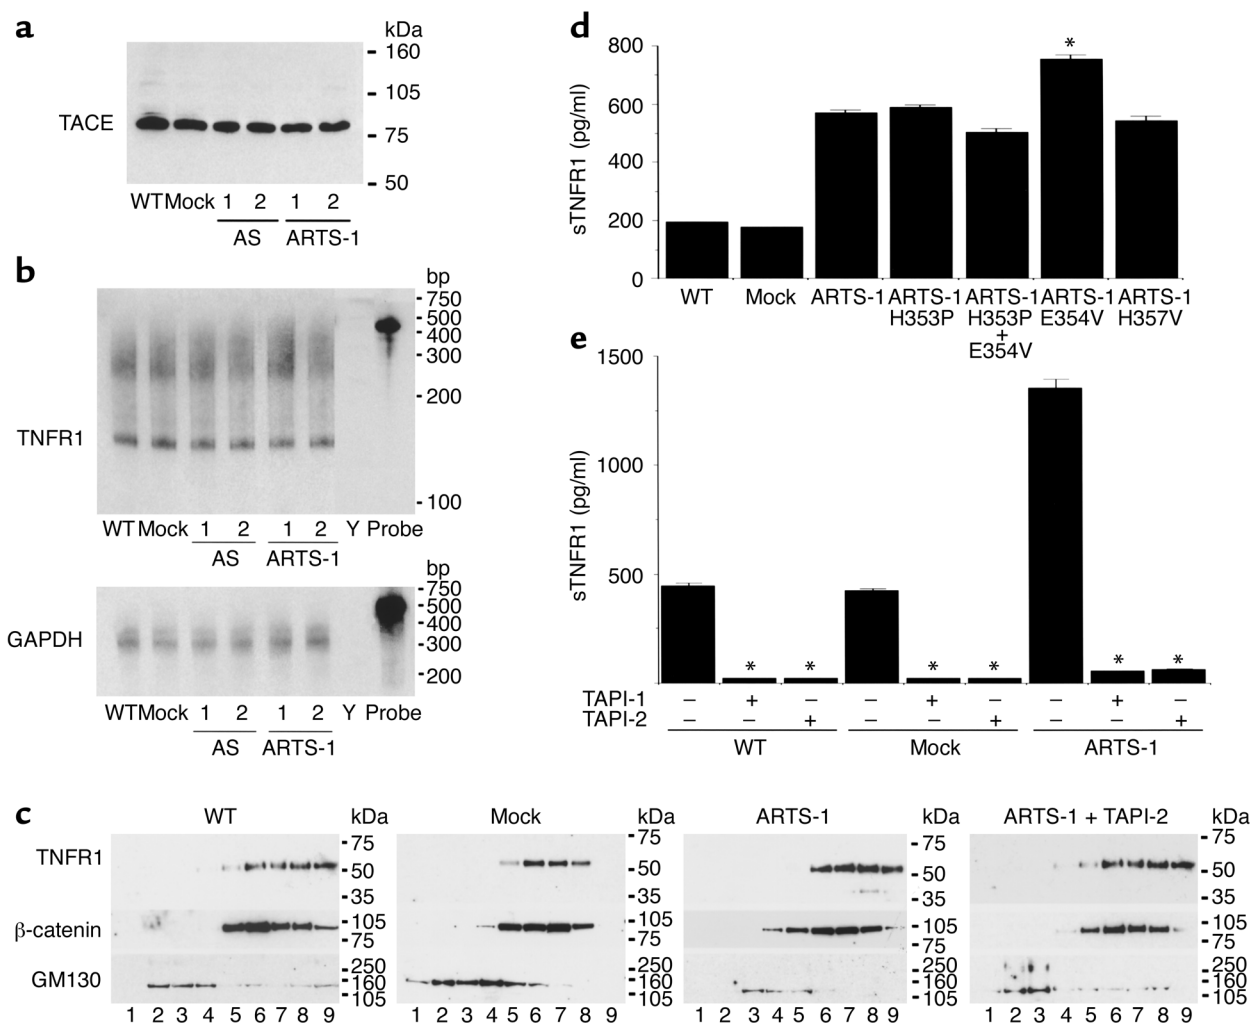 a
kDa
160
105
TACE
75
50
WT Mock 1 2 1 2
AS ARTS-1
b
bp
750
500
400
300
200
TNFR1
100
WT Mock 1 2 1 2 Y Probe
AS ARTS-1
bp
750
500
400
GAPDH
300
200
WT Mock 1 2 1 2 Y Probe
AS ARTS-1
d
800
*
600
400
200
0
sTNFR1 (pg/ml)
WT Mock ARTS-1 ARTS-1 ARTS-1 ARTS-1 ARTS-1
H353P H353P E354V H357V
+
E354V
e
1500
1000
500
sTNFR1 (pg/ml)
* * * * * *
TAPI-1 – + – – + – – + –
TAPI-2 – – + – – + – – +
WT Mock ARTS-1
c
WT kDa Mock kDa ARTS-1 kDa ARTS-1 + TAPI-2 kDa
TNFR1 75 75 75 75
50 50 50 50
35 35 35 35
β-catenin 105 105 105 105
75 75 75 75
GM130 250 250 250 250
160 160 160 160
105 105 105 105
1 2 3 4 5 6 7 8 9 1 2 3 4 5 6 7 8 9 1 2 3 4 5 6 7 8 9 1 2 3 4 5 6 7 8 9